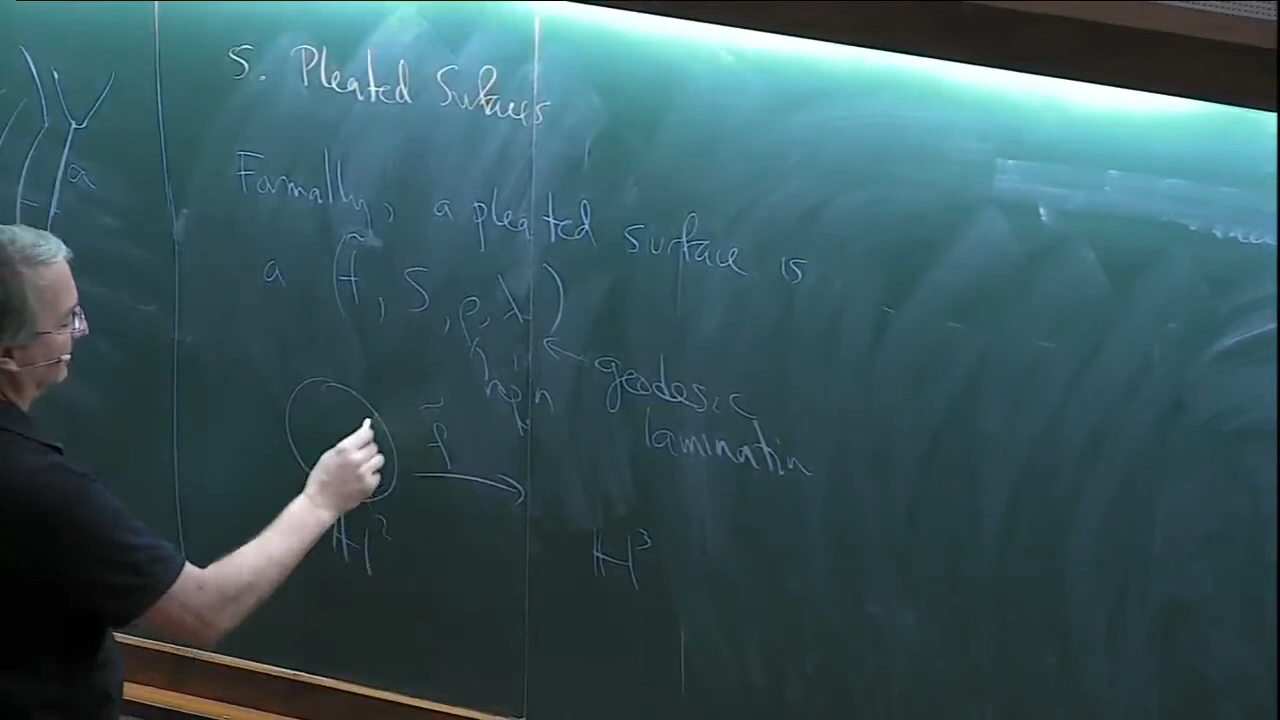 5. Pleated Surfaces
Formally, a pleated surface is
a (f̃, S, ρ, λ)
geodesic
lamination
f̃
H²
H³
a